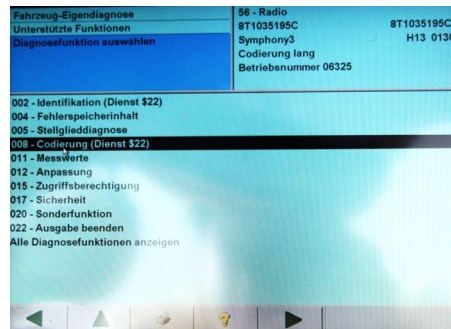 Fahrzeug-Eigendiagnose
Unterstützte Funktionen
Diagnosefunktion auswählen
56 - Radio
8T1035195C 8T1035195C
Symphony3 H13 0130
Codierung lang
Betriebsnummer 06325
002 - Identifikation (Dienst $22)
004 - Fehlerspeicherinhalt
005 - Stellglieddiagnose
008 - Codierung (Dienst $22)
011 - Messwerte
012 - Anpassung
015 - Zugriffsberechtigung
017 - Sicherheit
020 - Sonderfunktion
022 - Ausgabe beenden
Alle Diagnosefunktionen anzeigen